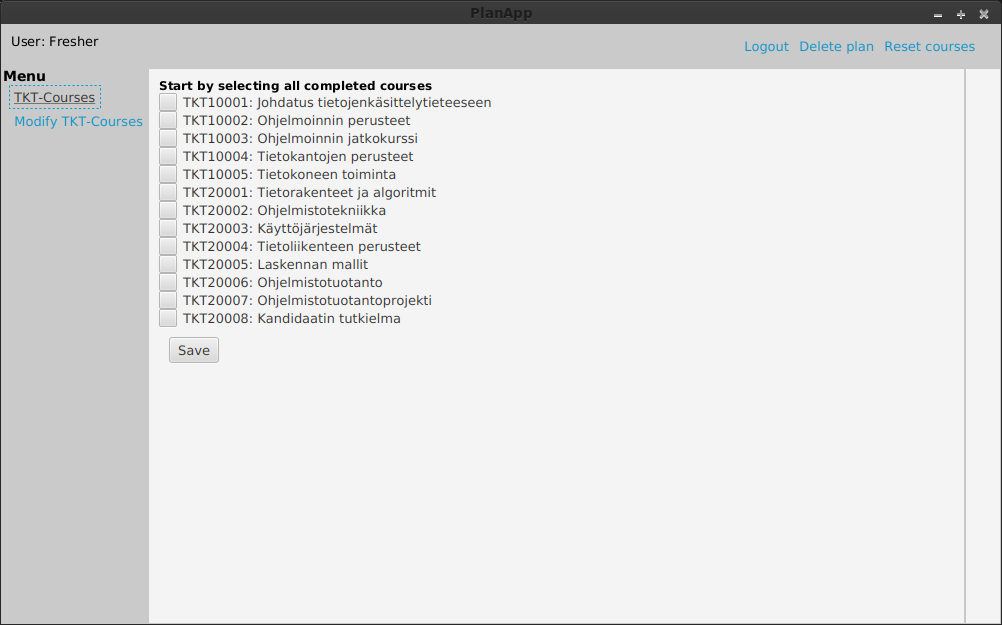 PlanApp
User: Fresher
Logout Delete plan Reset courses
Menu
TKT-Courses
Modify TKT-Courses
Start by selecting all completed courses
TKT10001: Johdatus tietojenkäsittelytieteeseen
TKT10002: Ohjelmoinnin perusteet
TKT10003: Ohjelmoinnin jatkokurssi
TKT10004: Tietokantojen perusteet
TKT10005: Tietokoneen toiminta
TKT20001: Tietorakenteet ja algoritmit
TKT20002: Ohjelmistotekniikka
TKT20003: Käyttöjärjestelmät
TKT20004: Tietoliikenteen perusteet
TKT20005: Laskennan mallit
TKT20006: Ohjelmistotuotanto
TKT20007: Ohjelmistotuotantoprojekti
TKT20008: Kandidaatin tutkielma
Save